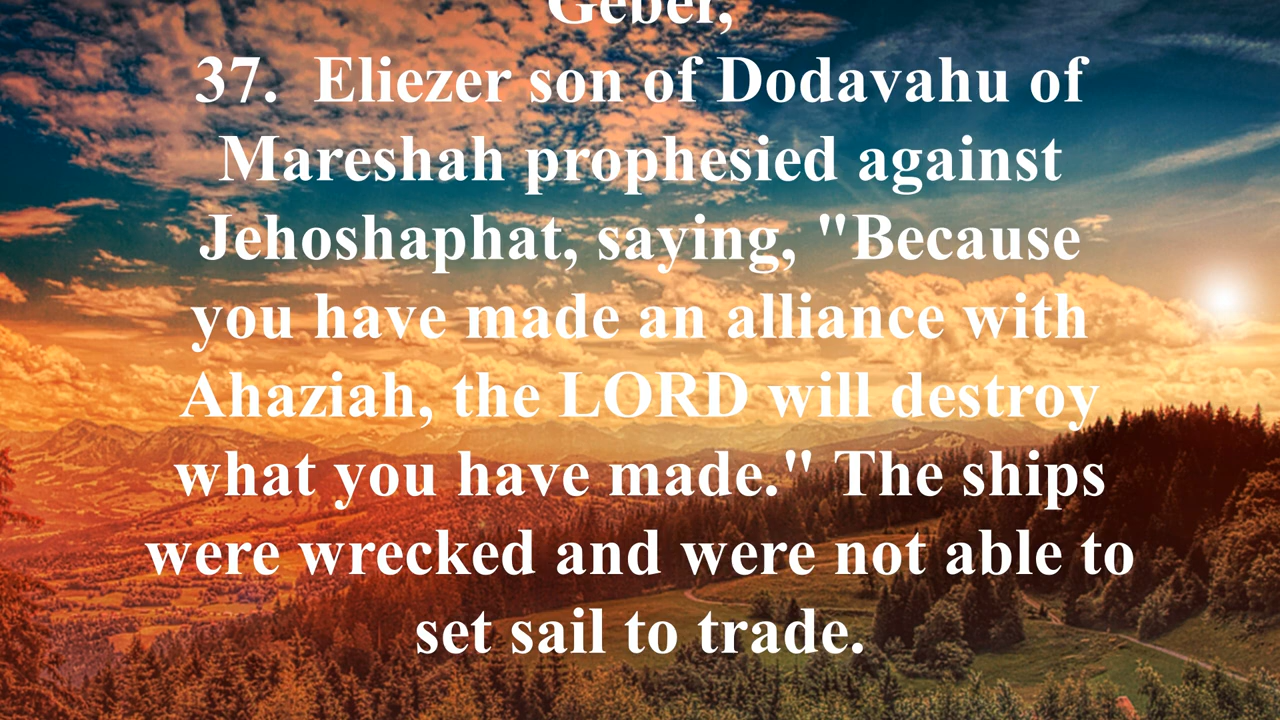 Geber,
37.  Eliezer son of Dodavahu of
Mareshah prophesied against
Jehoshaphat, saying, "Because
you have made an alliance with
Ahaziah, the LORD will destroy
what you have made." The ships
were wrecked and were not able to
set sail to trade.